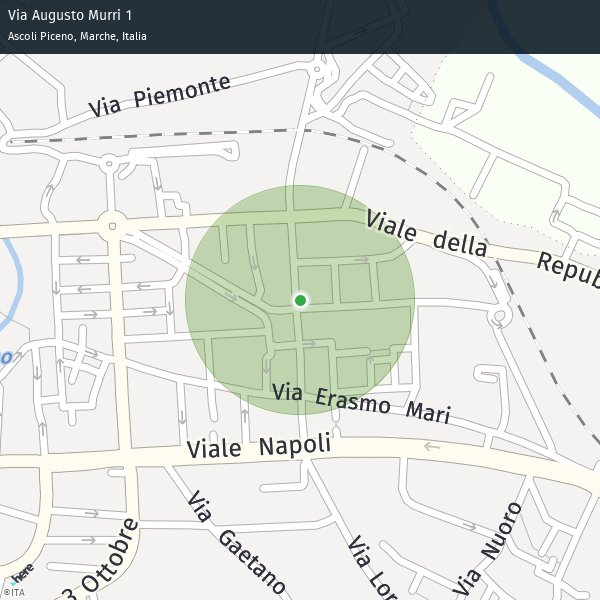 Via Augusto Murri 1
Ascoli Piceno, Marche, Italia
Via Piemonte
Viale della
Repub
o
Via Erasmo Mari
Viale Napoli
Via Gaetano
3 Ottobre
Via Lor
Via Nuoro
here
©ITA